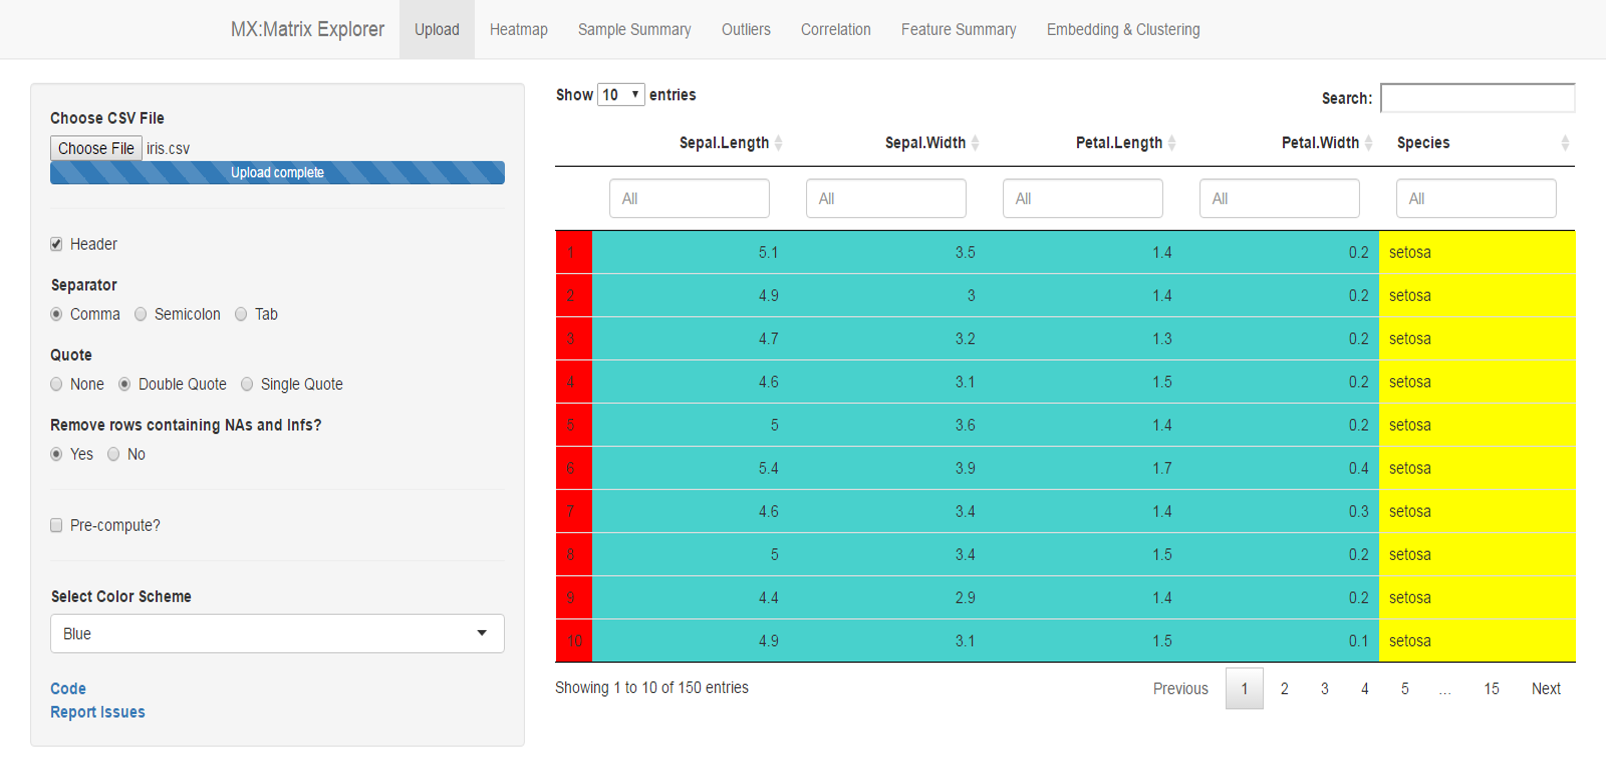 MX:Matrix Explorer Upload Heatmap Sample Summary Outliers Correlation Feature Summary Embedding & Clustering
Choose CSV File
Choose File iris.csv
Upload complete
Header
Separator
Comma Semicolon Tab
Quote
None Double Quote Single Quote
Remove rows containing NAs and Infs?
Yes No
Pre-compute?
Select Color Scheme
Blue
Code
Report Issues
Show 10 entries
Search:
Sepal.Length Sepal.Width Petal.Length Petal.Width Species
All All All All All
1 5.1 3.5 1.4 0.2 setosa
2 4.9 3 1.4 0.2 setosa
3 4.7 3.2 1.3 0.2 setosa
4 4.6 3.1 1.5 0.2 setosa
5 5 3.6 1.4 0.2 setosa
6 5.4 3.9 1.7 0.4 setosa
7 4.6 3.4 1.4 0.3 setosa
8 5 3.4 1.5 0.2 setosa
9 4.4 2.9 1.4 0.2 setosa
10 4.9 3.1 1.5 0.1 setosa
Showing 1 to 10 of 150 entries
Previous 1 2 3 4 5 … 15 Next